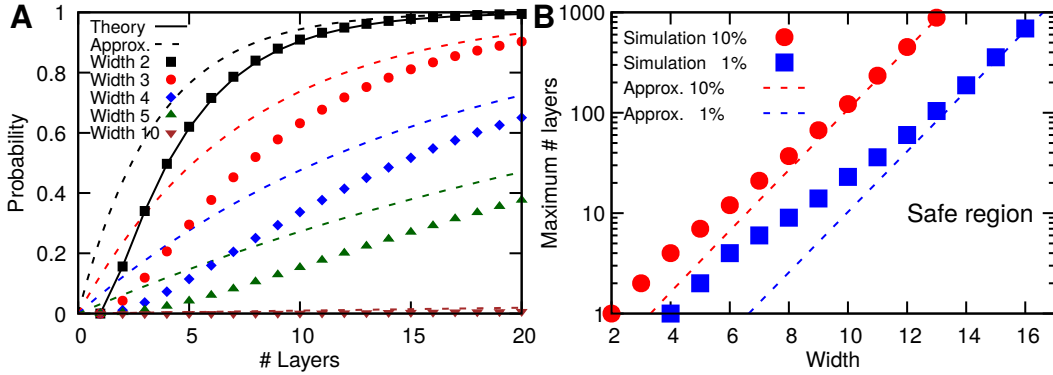 A
Theory
Approx.
Width 2
Width 3
Width 4
Width 5
Width 10
Probability
1
0.8
0.6
0.4
0.2
0
0 5 10 15 20
# Layers
B
Simulation 10%
Simulation 1%
Approx. 10%
Approx. 1%
Safe region
Maximum # layers
1000
100
10
1
2 4 6 8 10 12 14 16
Width